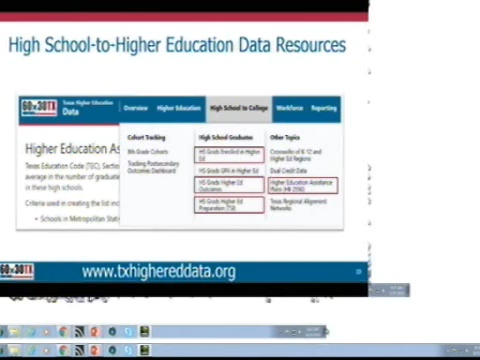 High School-to-Higher Education Data Resources
60x30TX
Texas Higher Education
Data
Overview
Higher Education
High School to College
Workforce
Reporting
Higher Education As
Texas Education Code (TEC), Section
average in the number of graduate
in these high schools.
Criteria used in creating the list inc
• Schools in Metropolitan Stat
Cohort Tracking
8th Grade Cohorts
Tracking Postsecondary
Outcomes Dashboard
High School Graduates
HS Grads Enrolled in Higher
Ed
HS Grads GPA in Higher Ed
HS Grads Higher Ed
Outcomes
HS Grads Higher Ed
Preparation (TSI)
Other Topics
Crosswalks of K-12 and
Higher Ed Regions
Dual Credit Data
Higher Education Assistance
Plans
Texas Regional Alignment
Networks
60x30TX
www.txhighereddata.org